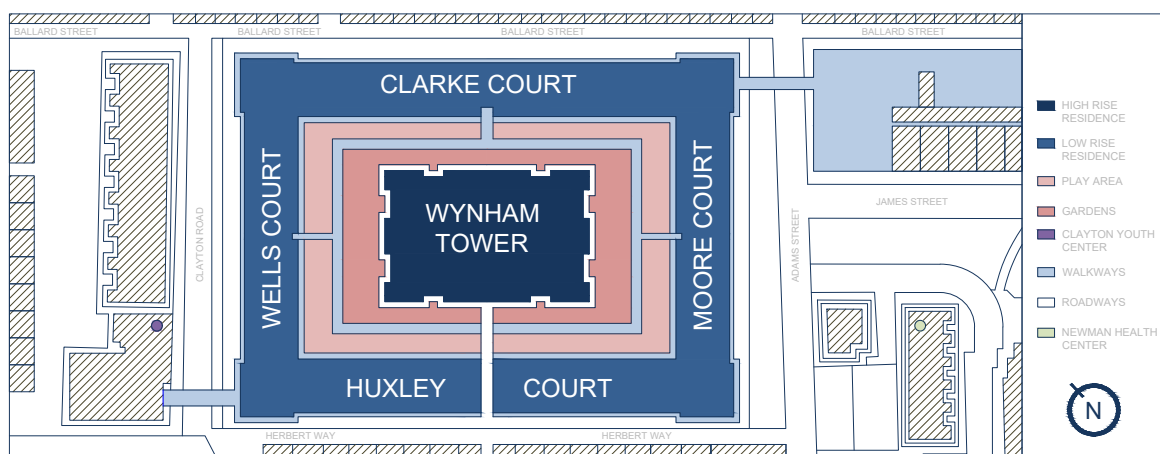 BALLARD STREET
BALLARD STREET
BALLARD STREET
BALLARD STREET
CLARKE COURT
WELLS COURT
MOORE COURT
WYNHAM
TOWER
HUXLEY
COURT
CLAYTON ROAD
ADAMS STREET
JAMES STREET
HERBERT WAY
HERBERT WAY
HIGH RISE
RESIDENCE
LOW RISE
RESIDENCE
PLAY AREA
GARDENS
CLAYTON YOUTH
CENTER
WALKWAYS
ROADWAYS
NEWMAN HEALTH
CENTER
N